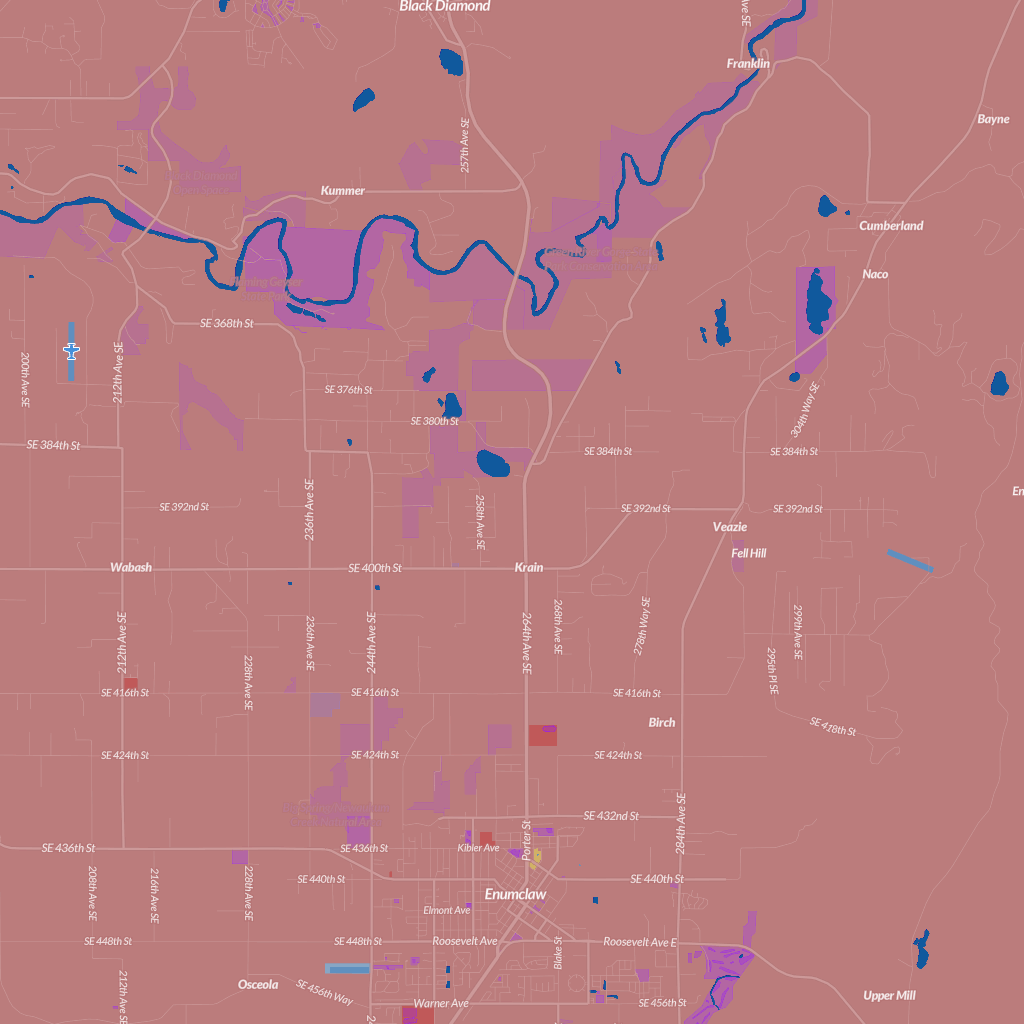 Black Diamond
Ave SE
Franklin
Bayne
257th Ave SE
Kummer
Cumberland
Naco
SE 368th St
200th Ave SE
212th Ave SE
SE 376th St
304th Way SE
SE 380th St
SE 384th St
SE 384th St
SE 384th St
236th Ave SE
258th Ave SE
SE 392nd St
SE 392nd St
SE 392nd St
Veazie
Fell Hill
Wabash
SE 400th St
Krain
212th Ave SE
236th Ave SE
244th Ave SE
264th Ave SE
268th Ave SE
278th Way SE
299th Ave SE
228th Ave SE
295th Pl SE
SE 416th St
SE 416th St
SE 416th St
Birch
SE 418th St
SE 424th St
SE 424th St
SE 424th St
SE 432nd St
284th Ave SE
Porter St
SE 436th St
SE 436th St
Kibler Ave
208th Ave SE
216th Ave SE
228th Ave SE
SE 440th St
SE 440th St
Enumclaw
Elmont Ave
SE 448th St
SE 448th St
Roosevelt Ave
Blake St
Roosevelt Ave E
212th Ave SE
Osceola
SE 456th Way
Warner Ave
SE 456th St
Upper Mill